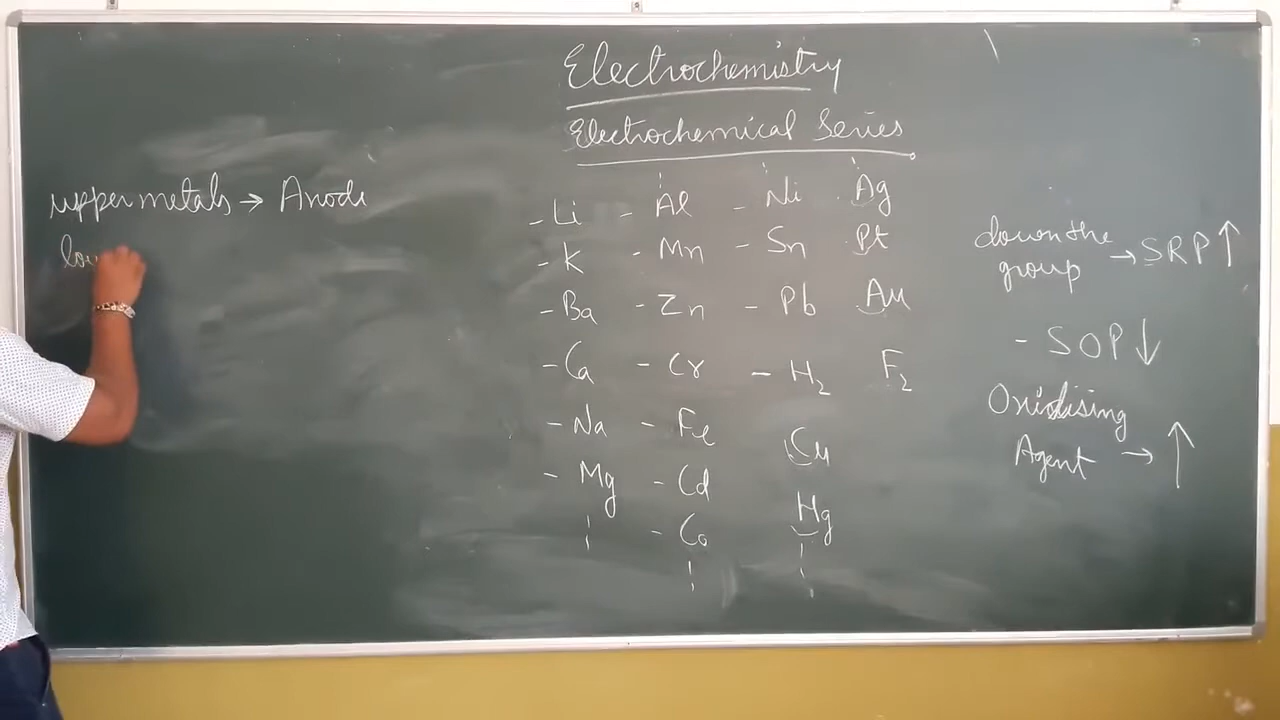 Electrochemistry
Electrochemical Series
upper metals → Anode
- Li
- K
- Ba
- Ca
- Na
- Mg
- Al
- Mn
- Zn
- Cr
- Fe
- Cd
- Co
- Ni
- Sn
- Pb
- H₂
Cu
Hg
Ag
Pt
Au
F₂
down the
group → SRP ↑
- SOP ↓
Oxidising
Agent → ↑